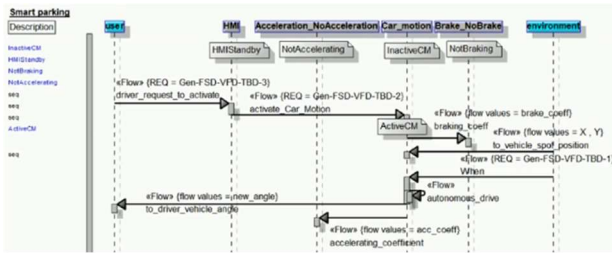 Smart parking
Description
user
HMI
Acceleration_NoAcceleration
Car_motion
Brake_NoBrake
environment
InactiveCM
HMIStandby
NotBraking
NotAccelerating
seq
seq
seq
ActiveCM
seq
HMIStandby
NotAccelerating
InactiveCM
NotBraking
«Flow» {REQ = Gen-FSD-VFD-TBD-3}
driver_request_to_activate
«Flow» {REQ = Gen-FSD-VFD-TBD-2}
activate_Car_Motion
«Flow» {flow values = brake_coeff}
braking_coeff
ActiveCM
«Flow» {flow values = X , Y}
to_vehicle_spot_position
«Flow» {REQ = Gen-FSD-VFD-TBD-1}
When
«Flow»
autonomous_drive
«Flow» {flow values = new_angle}
to_driver_vehicle_angle
«Flow» {flow values = acc_coeff}
accelerating_coefficient